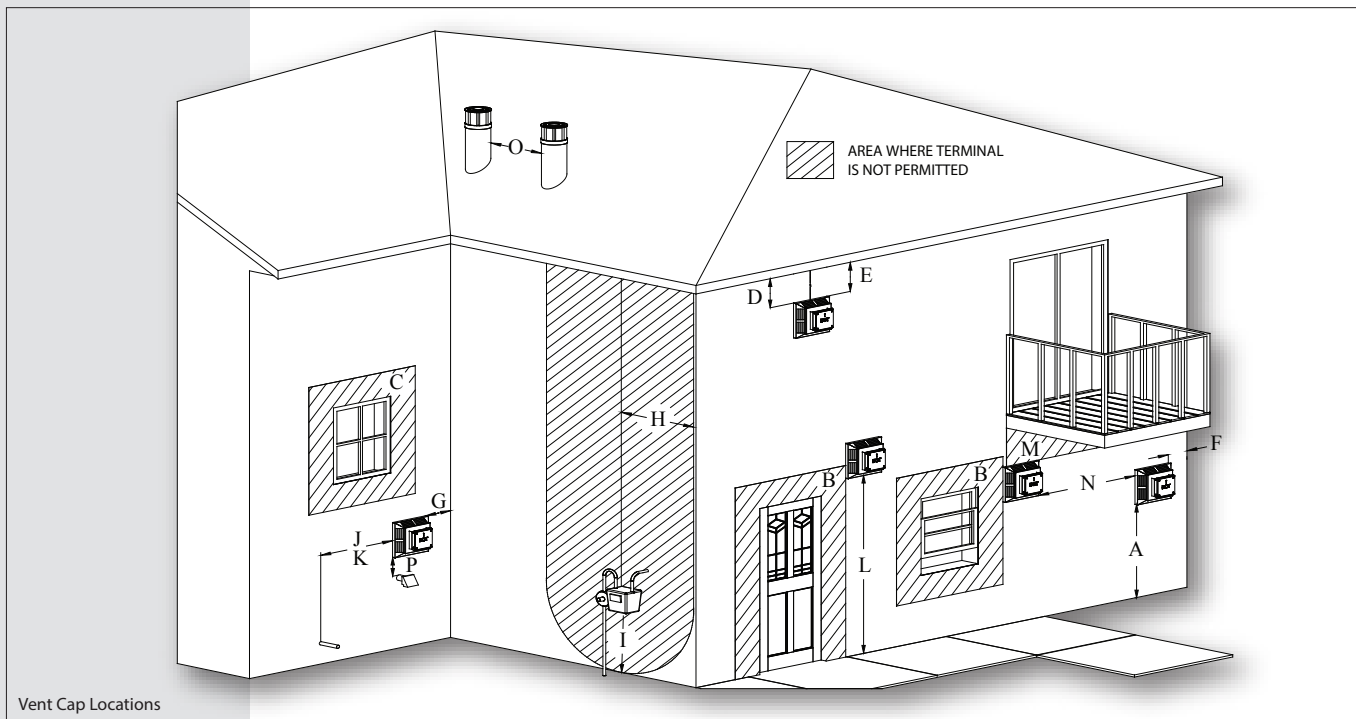 O
AREA WHERE TERMINAL
IS NOT PERMITTED
D
E
C
H
F
G
B
B
M
N
J
K
P
L
A
I
Vent Cap Locations